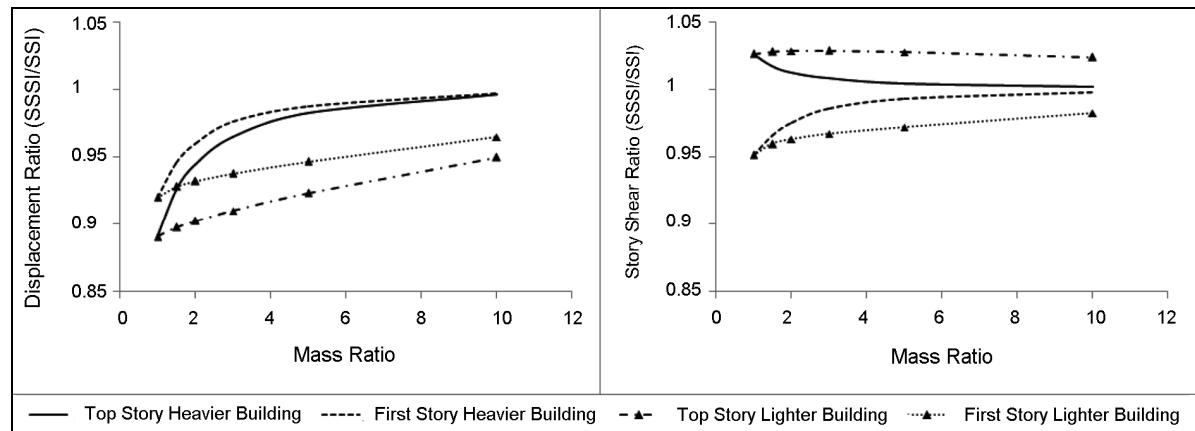 1.05
1
0.95
0.9
0.85
0 2 4 6 8 10 12
Displacement Ratio (SSSI/SSI)
Mass Ratio
1.05
1
0.95
0.9
0.85
0 2 4 6 8 10 12
Story Shear Ratio (SSSI/SSI)
Mass Ratio
Top Story Heavier Building First Story Heavier Building Top Story Lighter Building First Story Lighter Building